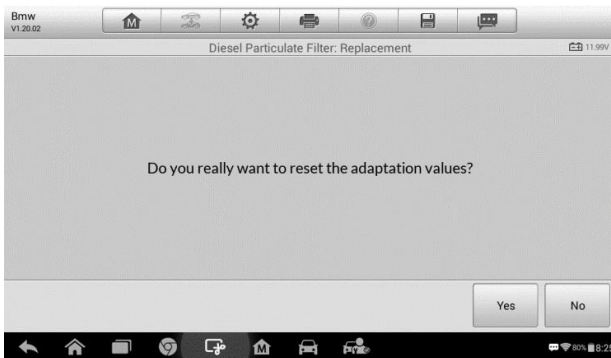 Bmw
V1.20.02
Diesel Particulate Filter: Replacement
11.99V
Do you really want to reset the adaptation values?
Yes
No
80%